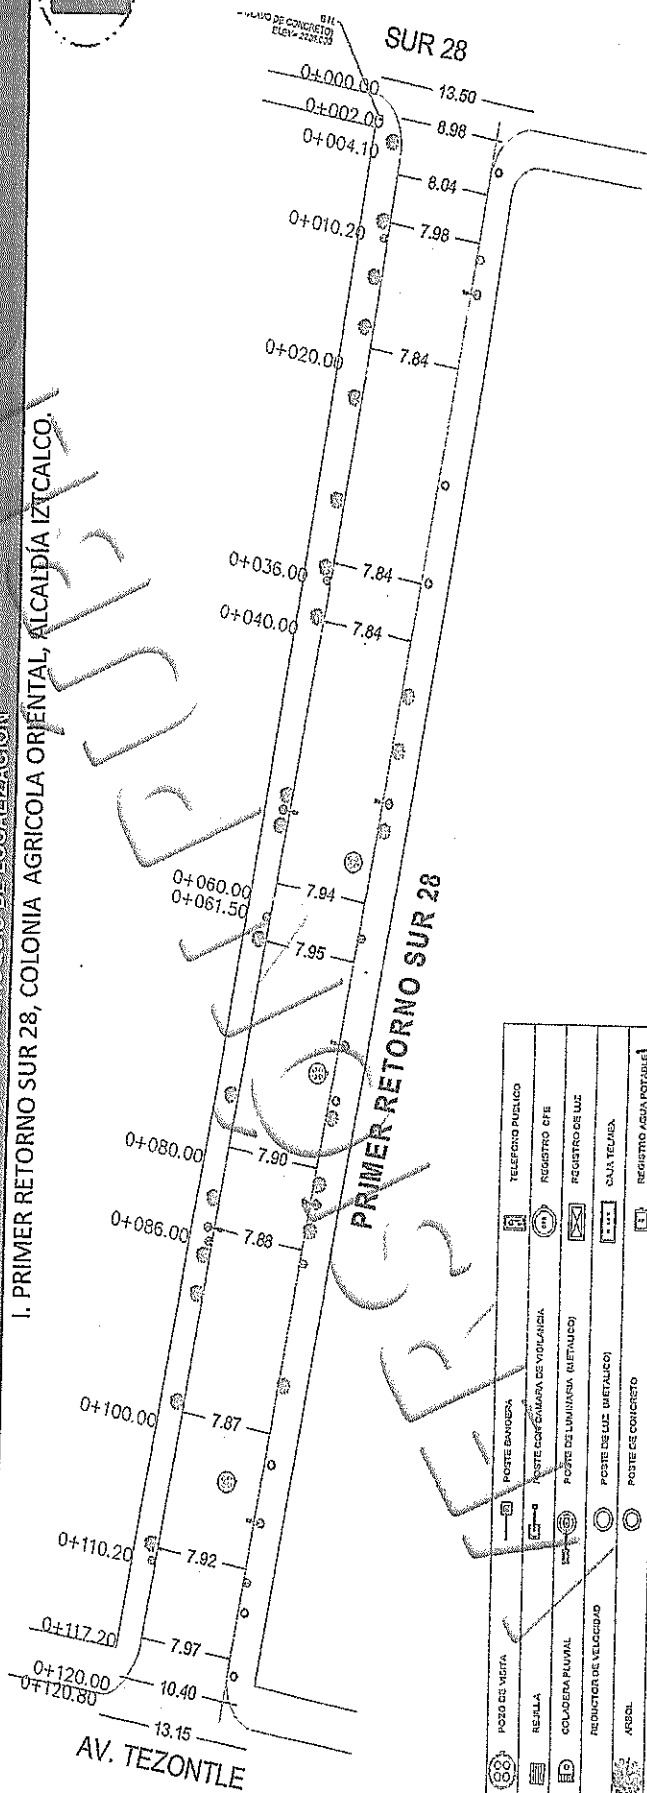 I. PRIMER RETORNO SUR 28, COLONIA AGRICOLA ORIENTAL, ALCALDÍA IZTCALCO.
SUR 28
0+000.00
13.50
0+002.00
8.98
0+004.10
8.04
0+010.20
7.98
0+020.00
7.84
0+036.00
7.84
0+040.00
7.84
0+060.00
7.94
0+061.50
7.95
PRIMER RETORNO SUR 28
0+080.00
7.90
0+086.00
7.88
0+100.00
7.87
0+110.20
7.92
0+117.20
7.97
0+120.00
10.40
0+120.80
13.15
AV. TEZONTLE
VERSIÓN PÚBLICA
POZO DE VISITA
REJILLA
COLADERA PLUVIAL
REDUCTOR DE VELOCIDAD
ARBOL
POSTE BANDERA
POSTE CON CAMARA DE VIGILANCIA
POSTE DE LUMINARIA (METALICO)
POSTE DE LUZ (METALICO)
POSTE DE CONCRETO
TELEFONO PUBLICO
REGISTRO CFE
REGISTRO DE LUZ
CAJA TELMEX
REGISTRO AGUA POTABLE